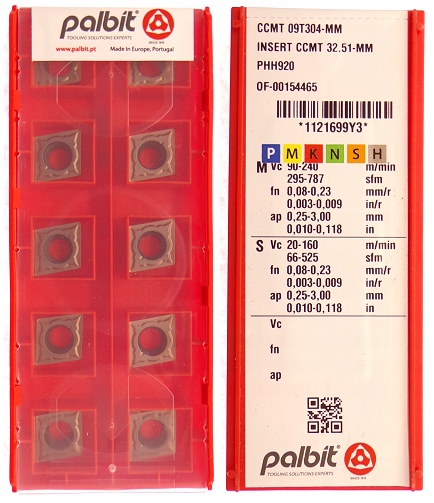 palbit®
TOOLING SOLUTIONS EXPERTS
SINCE 1916
www.palbit.pt
Made in Europe, Portugal
CCMT 09T304-MM
INSERT CCMT 32.51-MM
PHH920
OF-00154465
*1121699Y3*
P M K N S H
M Vc 90-240 m/min
295-787 sfm
fn 0,08-0,23 mm/r
0,003-0,009 in/r
ap 0,25-3,00 mm
0,010-0,118 in
S Vc 20-160 m/min
66-525 sfm
fn 0,08-0,23 mm/r
0,003-0,009 in/r
ap 0,25-3,00 mm
0,010-0,118 in
Vc
fn
ap
palbit®
TOOLING SOLUTIONS EXPERTS
SINCE 1916